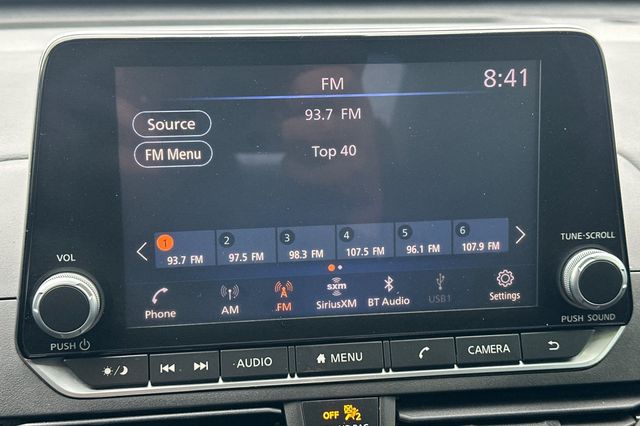 FM
8:41
Source
93.7 FM
FM Menu
Top 40
1 2 3 4 5 6
93.7 FM 97.5 FM 98.3 FM 107.5 FM 96.1 FM 107.9 FM
VOL
TUNE-SCROLL
sxm
Phone AM FM SiriusXM BT Audio USB1 Settings
PUSH
PUSH SOUND
AUDIO MENU CAMERA
OFF 2